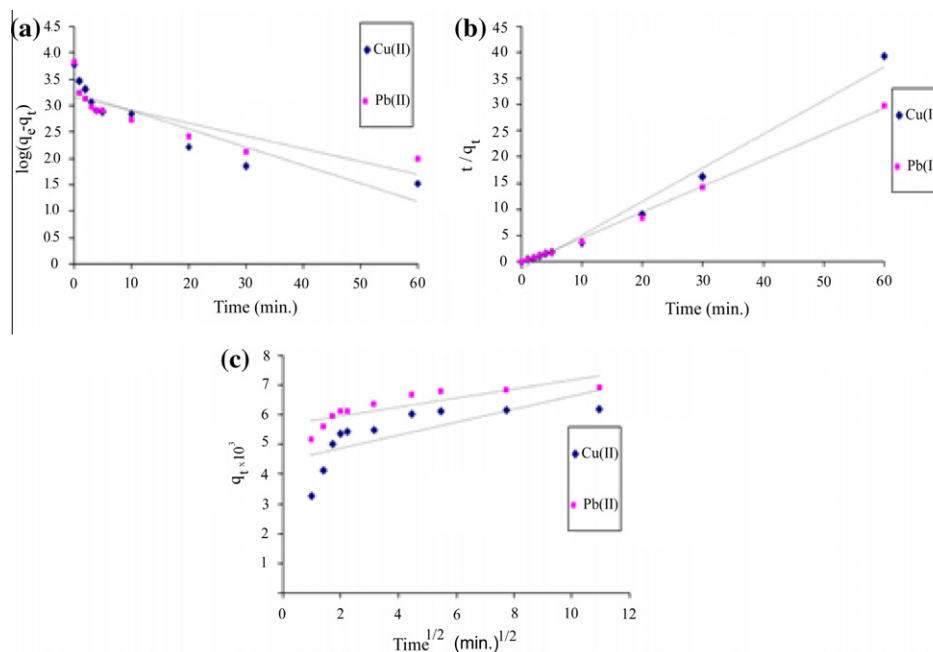 (a)
4.5
4.0
3.5
3.0
2.5
2.0
1.5
1.0
0.5
0
log(qe-qt)
0 10 20 30 40 50 60
Time (min.)
Cu(II)
Pb(II)
(b)
45
40
35
30
25
20
15
10
5
0
t / qt
0 10 20 30 40 50 60
Time (min.)
Cu(I
Pb(I
(c)
8
7
6
5
4
3
2
1
qt x10^3
0 2 4 6 8 10 12
Time^1/2 (min.)^1/2
Cu(II)
Pb(II)